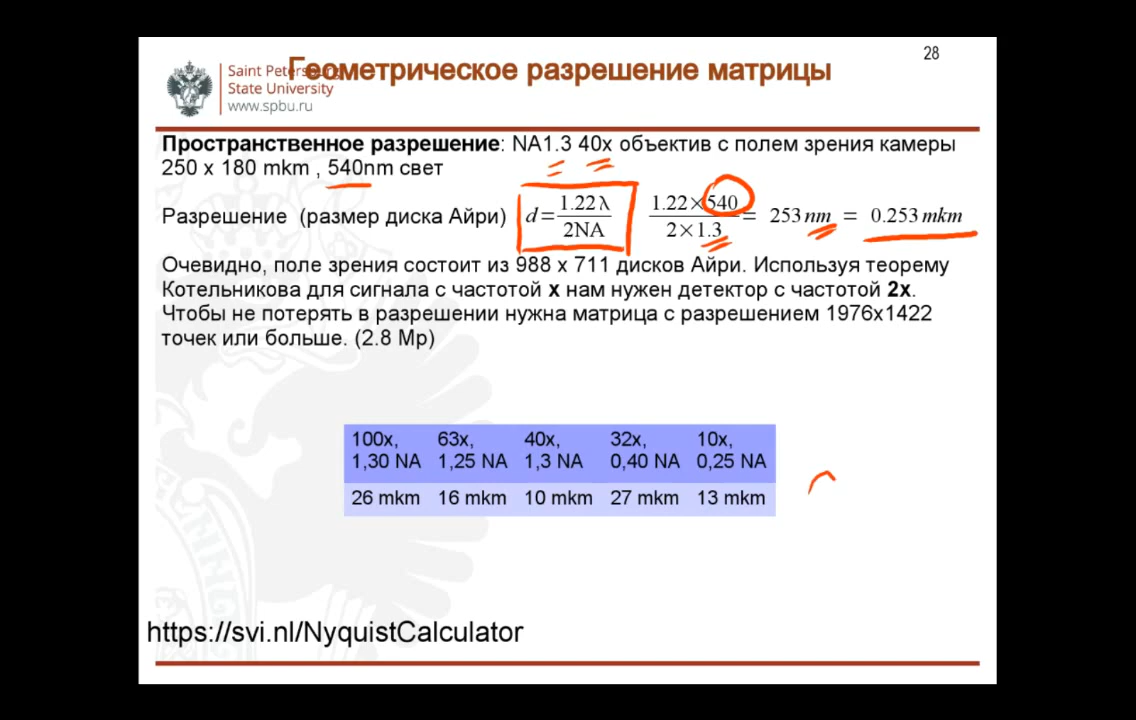 28
Saint Petersburg
Геометрическое разрешение матрицы
State University
www.spbu.ru
Пространственное разрешение: NA1.3 40x объектив с полем зрения камеры
250 x 180 mkm , 540nm свет
Разрешение (размер диска Айри) d = 1.22λ / 2NA 1.22×540 / 2×1.3 = 253 nm = 0.253 mkm
Очевидно, поле зрения состоит из 988 x 711 дисков Айри. Используя теорему
Котельникова для сигнала с частотой x нам нужен детектор с частотой 2x.
Чтобы не потерять в разрешении нужна матрица с разрешением 1976x1422
точек или больше. (2.8 Mp)
100x, 63x, 40x, 32x, 10x,
1,30 NA 1,25 NA 1,3 NA 0,40 NA 0,25 NA
26 mkm 16 mkm 10 mkm 27 mkm 13 mkm
https://svi.nl/NyquistCalculator